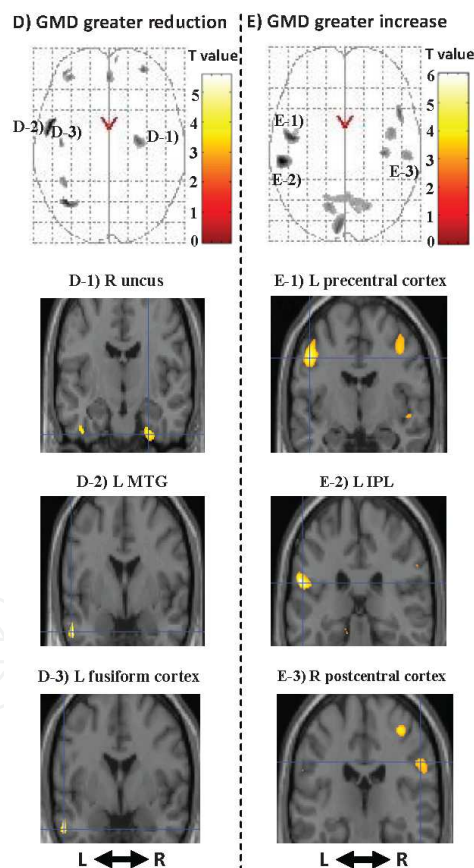 D) GMD greater reduction
T value
5
4
3
2
1
0
D-2)
D-3)
D-1)
D-1) R uncus
D-2) L MTG
D-3) L fusiform cortex
L R
E) GMD greater increase
T value
6
5
4
3
2
1
0
E-1)
E-2)
E-3)
E-1) L precentral cortex
E-2) L IPL
E-3) R postcentral cortex
L R